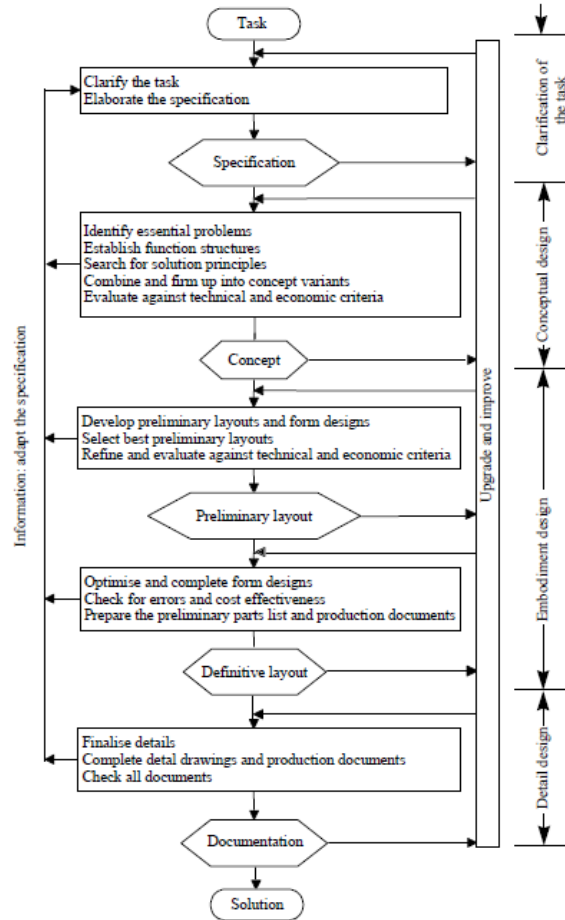 Task
Clarify the task
Elaborate the specification
Specification
Identify essential problems
Establish function structures
Search for solution principles
Combine and firm up into concept variants
Evaluate against technical and economic criteria
Concept
Develop preliminary layouts and form designs
Select best preliminary layouts
Refine and evaluate against technical and economic criteria
Preliminary layout
Optimise and complete form designs
Check for errors and cost effectiveness
Prepare the preliminary parts list and production documents
Definitive layout
Finalise details
Complete detal drawings and production documents
Check all documents
Documentation
Solution
Information: adapt the specification
Upgrade and improve
Clarification of
the task
Conceptual design
Embodiment design
Detail design